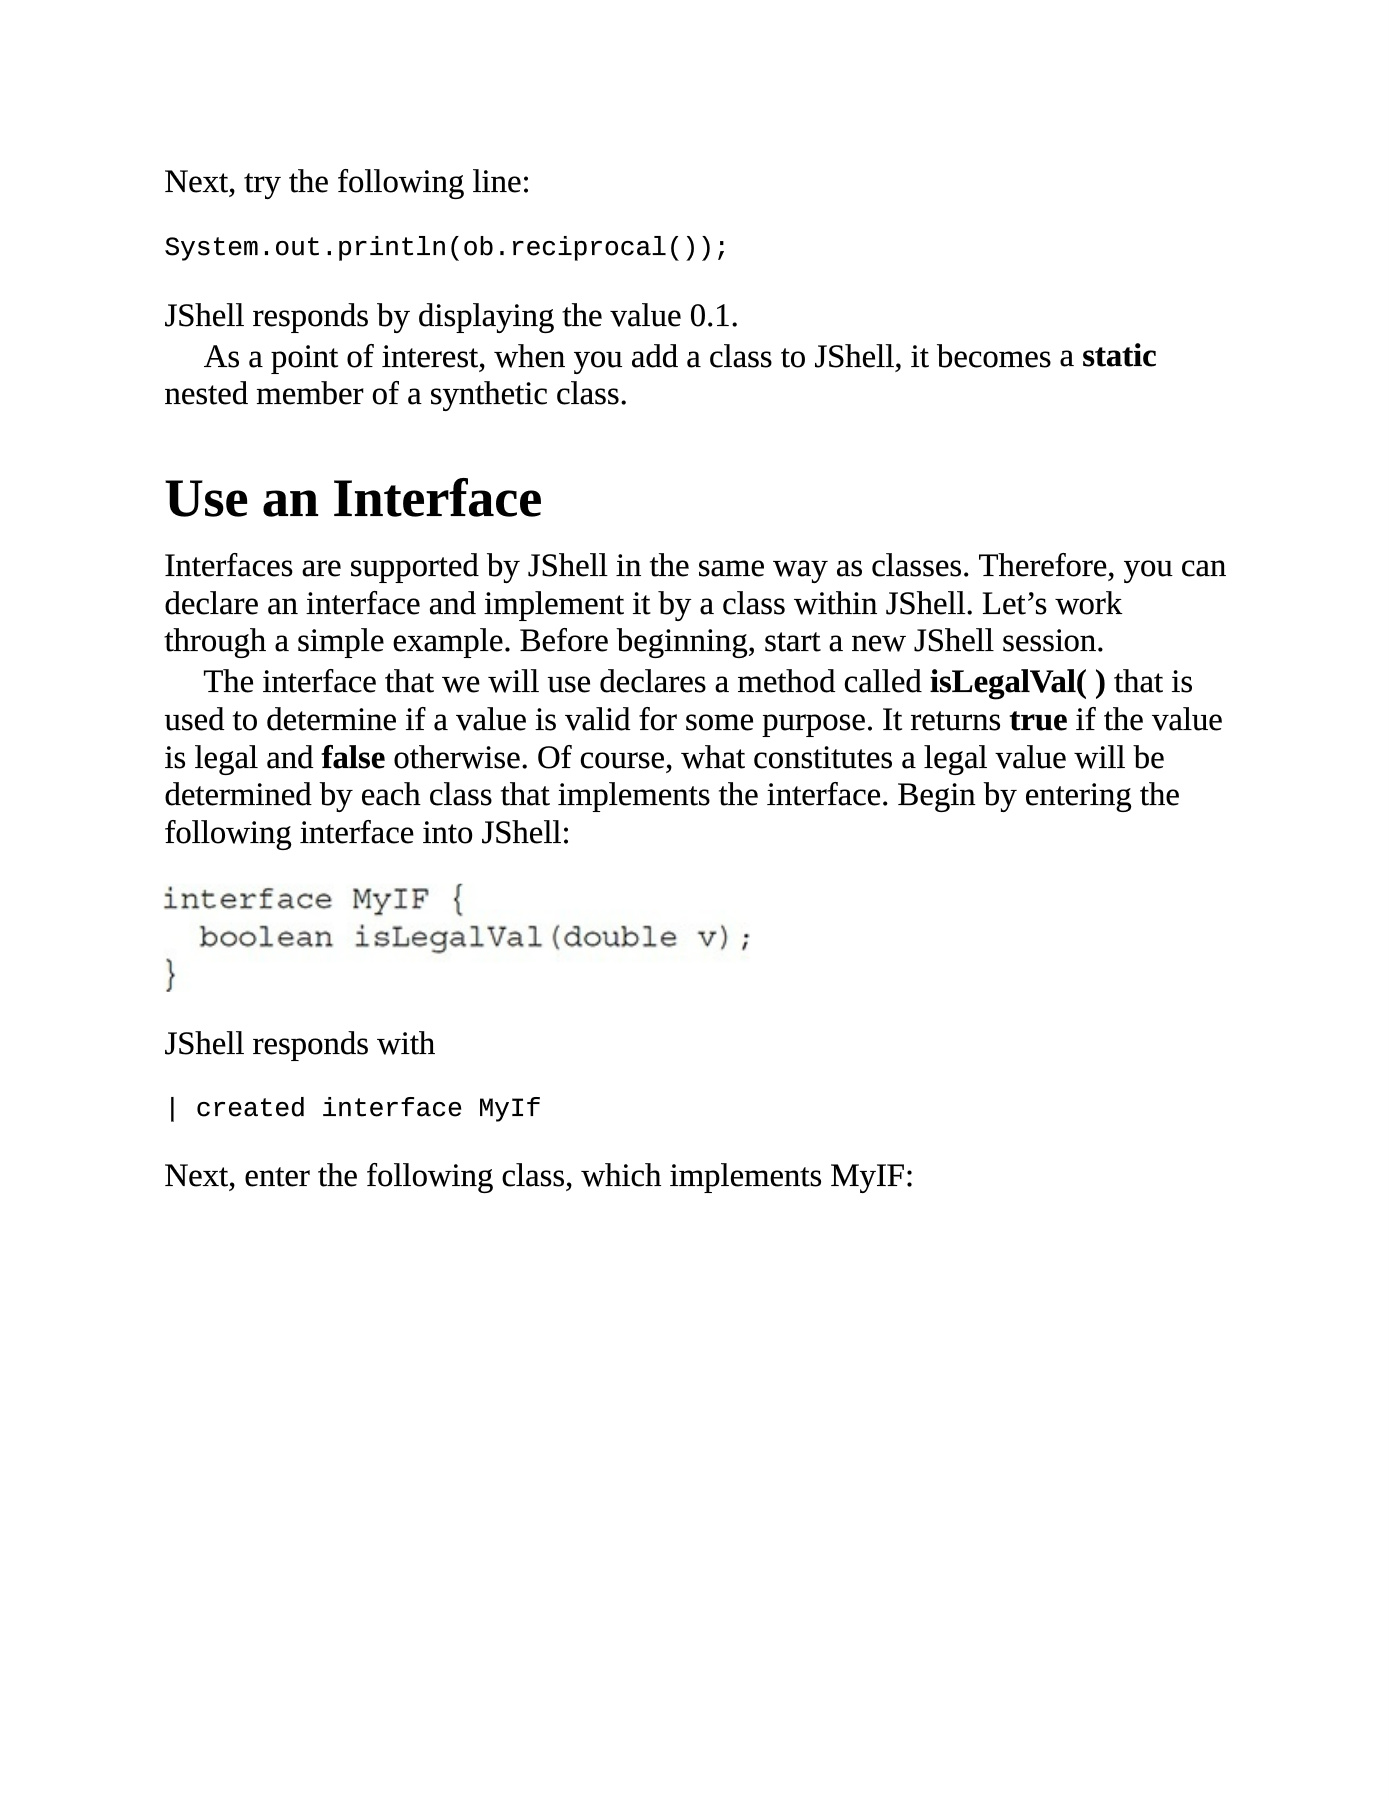 Next, try the following line:
System.out.println(ob.reciprocal());
JShell responds by displaying the value 0.1.
As a point of interest, when you add a class to JShell, it becomes a static
nested member of a synthetic class.
Use an Interface
Interfaces are supported by JShell in the same way as classes. Therefore, you can
declare an interface and implement it by a class within JShell. Let’s work
through a simple example. Before beginning, start a new JShell session.
The interface that we will use declares a method called isLegalVal( ) that is
used to determine if a value is valid for some purpose. It returns true if the value
is legal and false otherwise. Of course, what constitutes a legal value will be
determined by each class that implements the interface. Begin by entering the
following interface into JShell:
interface MyIF {
  boolean isLegalVal(double v);
}
JShell responds with
| created interface MyIf
Next, enter the following class, which implements MyIF: